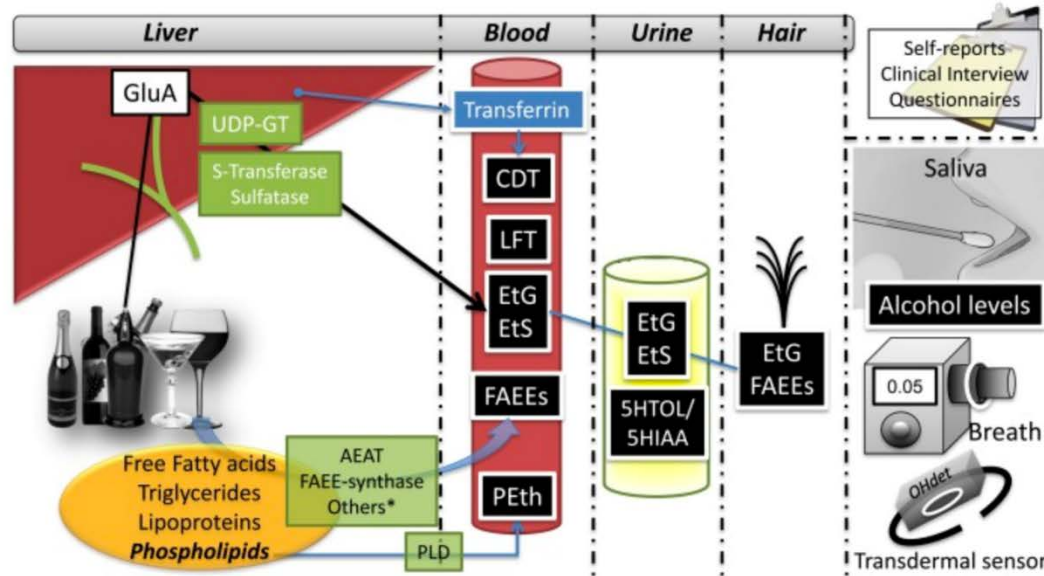 Liver
Blood
Urine
Hair
Self-reports
Clinical Interview
Questionnaires
GluA
UDP-GT
S-Transferase
Sulfatase
Transferrin
CDT
LFT
EtG
EtS
FAEEs
PEth
EtG
EtS
5HTOL/
5HIAA
EtG
FAEEs
Saliva
Alcohol levels
0.05
Breath
OHdet
Transdermal sensor
Free Fatty acids
Triglycerides
Lipoproteins
Phospholipids
AEAT
FAEE-synthase
Others*
PLD